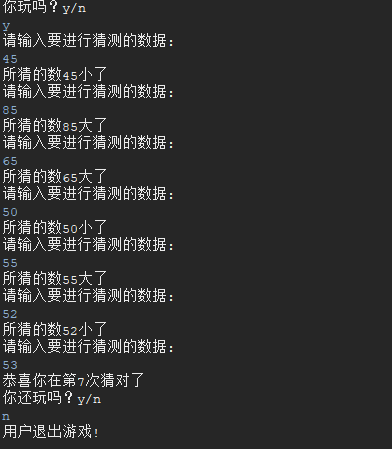 你玩吗？y/n
y
请输入要进行猜测的数据：
45
所猜的数45小了
请输入要进行猜测的数据：
85
所猜的数85大了
请输入要进行猜测的数据：
65
所猜的数65大了
请输入要进行猜测的数据：
50
所猜的数50小了
请输入要进行猜测的数据：
55
所猜的数55大了
请输入要进行猜测的数据：
52
所猜的数52小了
请输入要进行猜测的数据：
53
恭喜你在第7次猜对了
你还玩吗？y/n
n
用户退出游戏！